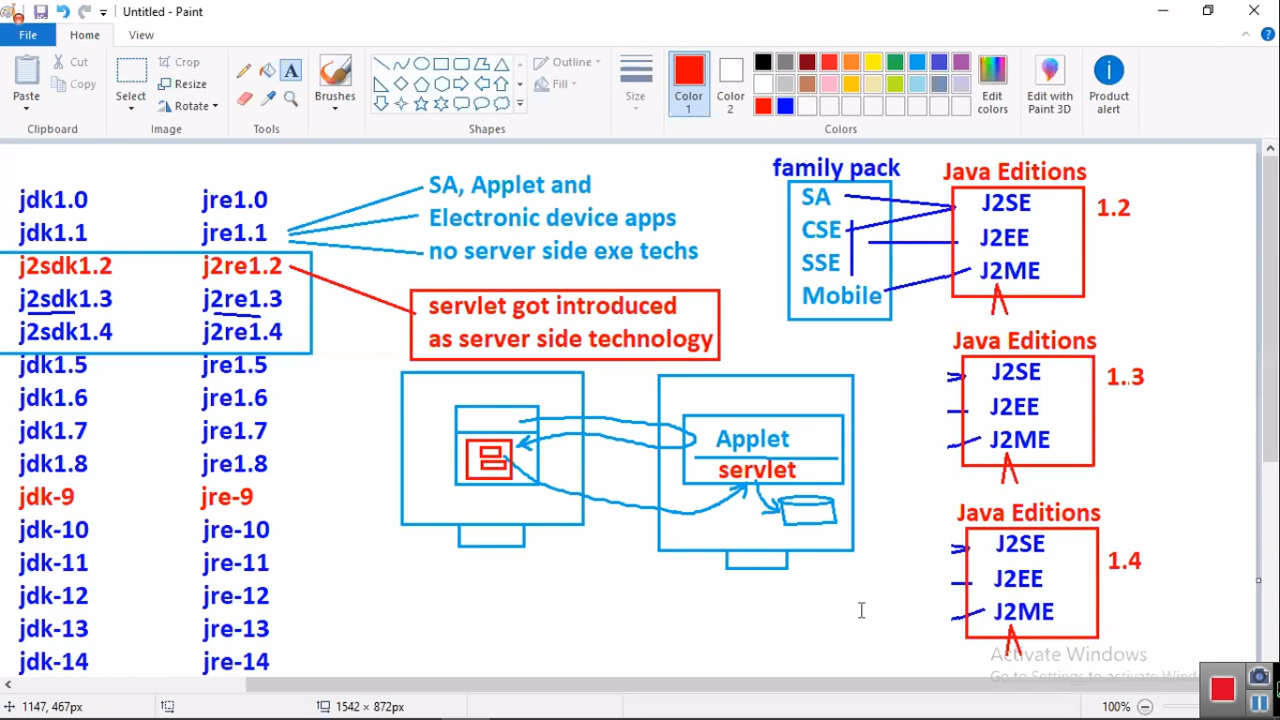 Untitled - Paint
File
Home
View
Paste
Cut
Copy
Clipboard
Select
Crop
Resize
Rotate
Image
A
Tools
Brushes
Outline
Fill
Shapes
Size
Color
1
Color
2
Edit
colors
Edit with
Paint 3D
Product
alert
Colors
jdk1.0 jre1.0
jdk1.1 jre1.1
j2sdk1.2 j2re1.2
j2sdk1.3 j2re1.3
j2sdk1.4 j2re1.4
jdk1.5 jre1.5
jdk1.6 jre1.6
jdk1.7 jre1.7
jdk1.8 jre1.8
jdk-9 jre-9
jdk-10 jre-10
jdk-11 jre-11
jdk-12 jre-12
jdk-13 jre-13
jdk-14 jre-14
SA, Applet and
Electronic device apps
no server side exe techs
servlet got introduced
as server side technology
Applet
servlet
family pack
SA
CSE
SSE
Mobile
Java Editions
J2SE
J2EE
J2ME
1.2
Java Editions
J2SE
J2EE
J2ME
1.3
Java Editions
J2SE
J2EE
J2ME
1.4
Activate Windows
Go to Settings to activate Wind
1147, 467px
1542 × 872px
100%